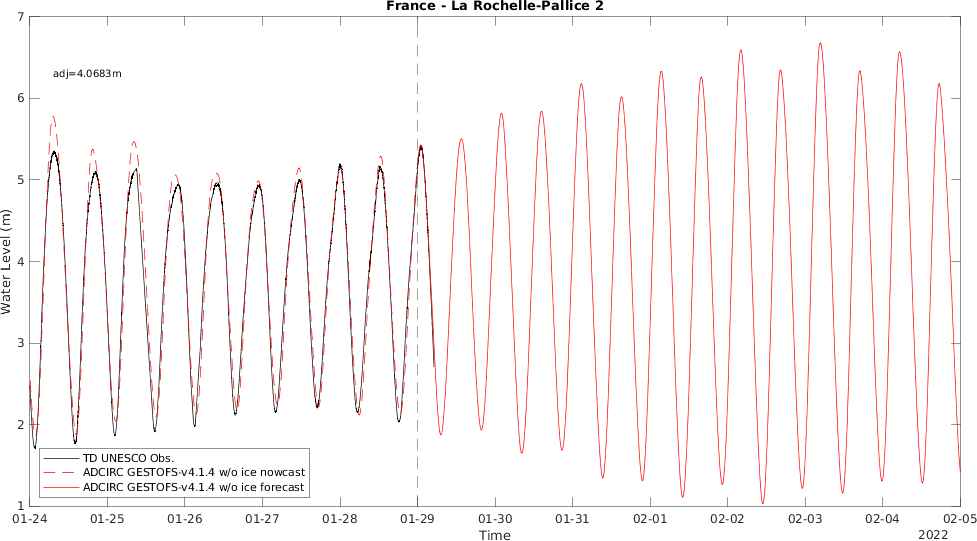 France - La Rochelle-Pallice 2
adj=4.0683m
7
6
5
4
3
2
1
Water Level (m)
TD UNESCO Obs.
ADCIRC GESTOFS-v4.1.4 w/o ice nowcast
ADCIRC GESTOFS-v4.1.4 w/o ice forecast
01-24 01-25 01-26 01-27 01-28 01-29 01-30 01-31 02-01 02-02 02-03 02-04 02-05
Time
2022